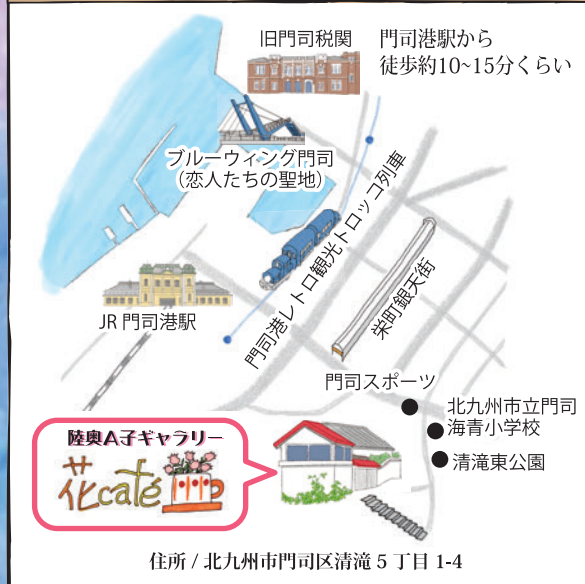 旧門司税関
門司港駅から
徒歩約10~15分くらい
ブルーウィング門司
(恋人たちの聖地)
門司港レトロ観光トロッコ列車
栄町銀天街
JR 門司港駅
門司スポーツ
北九州市立門司
海青小学校
清滝東公園
陸奥A子ギャラリー
花café
住所 / 北九州市門司区清滝 5 丁目 1-4